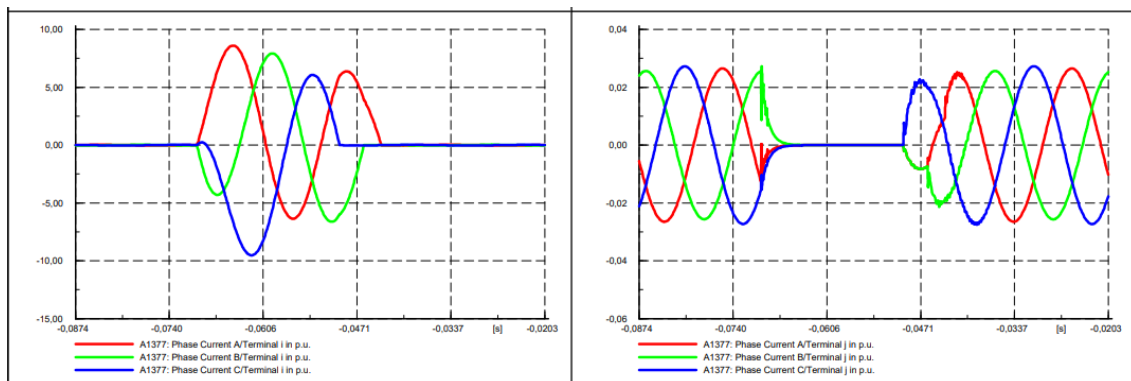 10,00
5,00
0,00
-5,00
-10,00
-15,00
-0,0874 -0,0740 -0,0606 -0,0471 -0,0337 [s] -0,0203
A1377: Phase Current A/Terminal i in p.u.
A1377: Phase Current B/Terminal i in p.u.
A1377: Phase Current C/Terminal i in p.u.
0,04
0,02
0,00
-0,02
-0,04
-0,06
-0,0874 -0,0740 -0,0606 -0,0471 -0,0337 [s] -0,0203
A1377: Phase Current A/Terminal j in p.u.
A1377: Phase Current B/Terminal j in p.u.
A1377: Phase Current C/Terminal j in p.u.